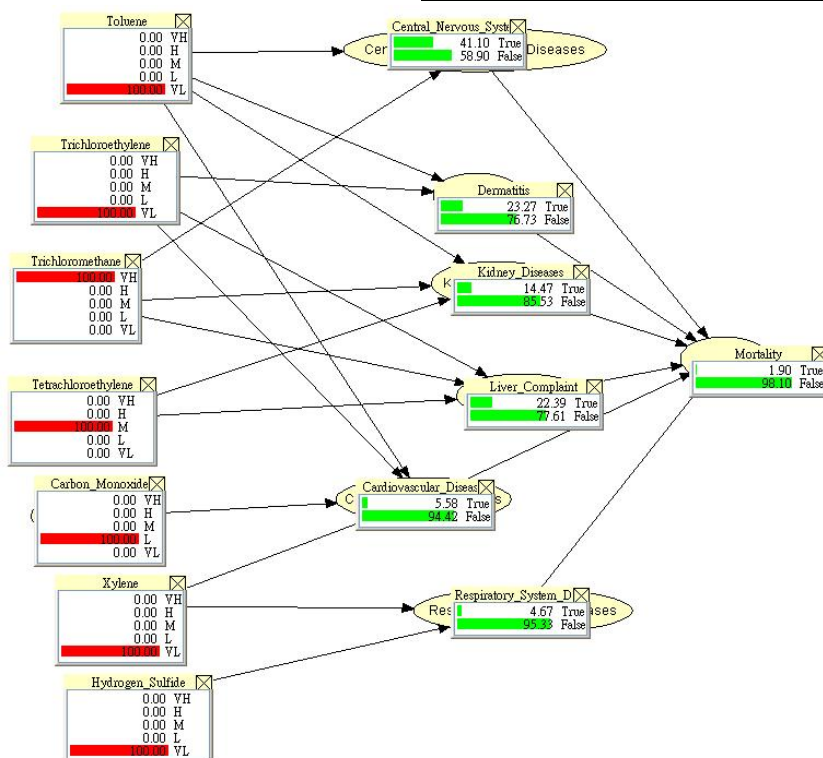 Toluene
0.00 VH
0.00 H
0.00 M
0.00 L
100.00 VL
Central_Nervous_Syste
Cer
Diseases
41.10 True
58.90 False
Trichloroethylene
0.00 VH
0.00 H
0.00 M
0.00 L
100.00 VL
Dermatitis
23.27 True
76.73 False
Trichloromethane
100.00 VH
0.00 H
0.00 M
0.00 L
0.00 VL
Kidney_Diseases
K
14.47 True
85.53 False
Mortality
1.90 True
98.10 False
Tetrachloroethylene
0.00 VH
0.00 H
100.00 M
0.00 L
0.00 VL
Liver_Complaint
22.39 True
77.61 False
Carbon_Monoxide
(
0.00 VH
0.00 H
0.00 M
100.00 L
0.00 VL
Cardiovascular_Diseas
C
s
5.58 True
94.42 False
Xylene
0.00 VH
0.00 H
0.00 M
0.00 L
100.00 VL
Respiratory_System_D
Res
ases
4.67 True
95.33 False
Hydrogen_Sulfide
0.00 VH
0.00 H
0.00 M
0.00 L
100.00 VL